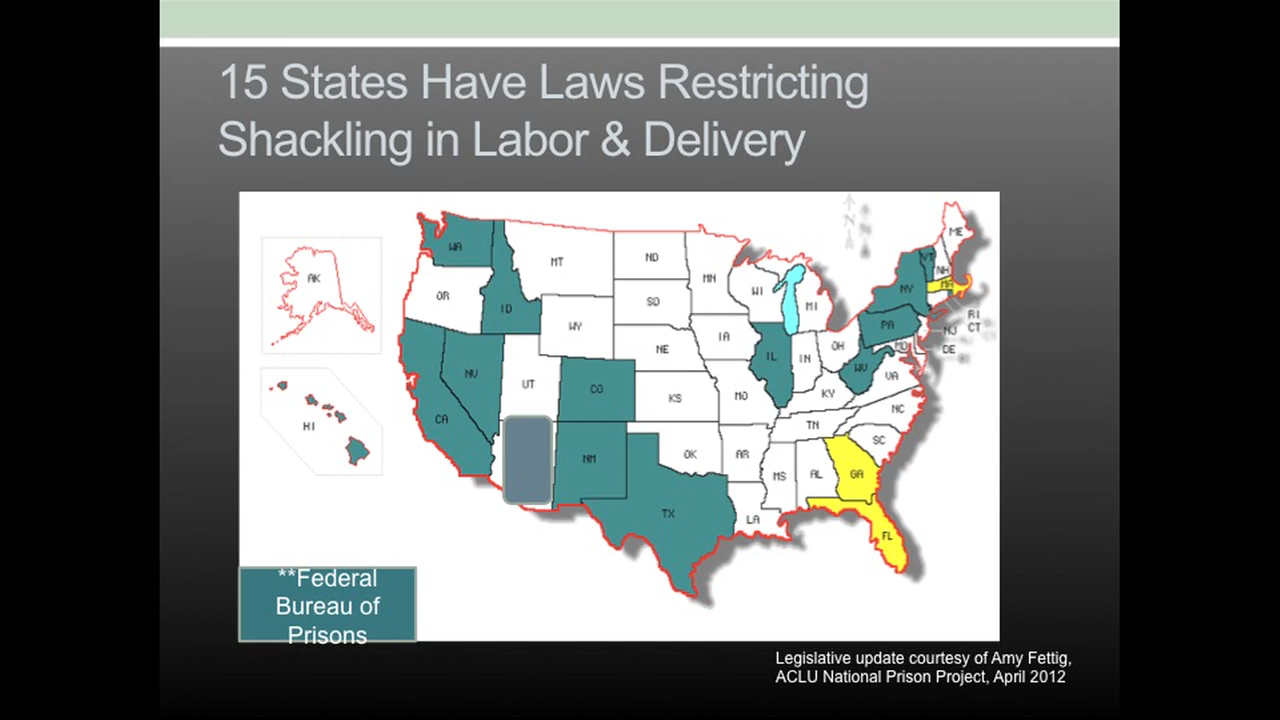 15 States Have Laws Restricting
Shackling in Labor & Delivery
N
N
ME
WA
VT
AK
MT
ND
MN
NH
MA
OR
ID
SD
WI
MI
NY
RI
CT
WY
IA
PA
NJ
NE
OH
MD
DE
NV
UT
CO
IL
IN
WV
VA
KS
MO
KY
CA
HI
NC
TN
NM
OK
AR
SC
MS
AL
GA
TX
LA
FL
**Federal
Bureau of
Prisons
Legislative update courtesy of Amy Fettig,
ACLU National Prison Project, April 2012